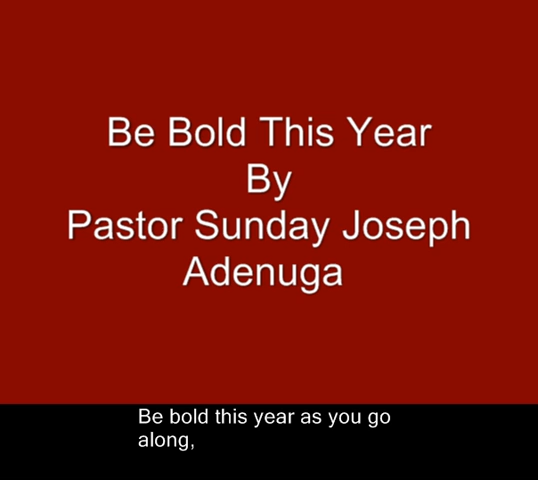 Be Bold This Year
By
Pastor Sunday Joseph
Adenuga
Be bold this year as you go
along,